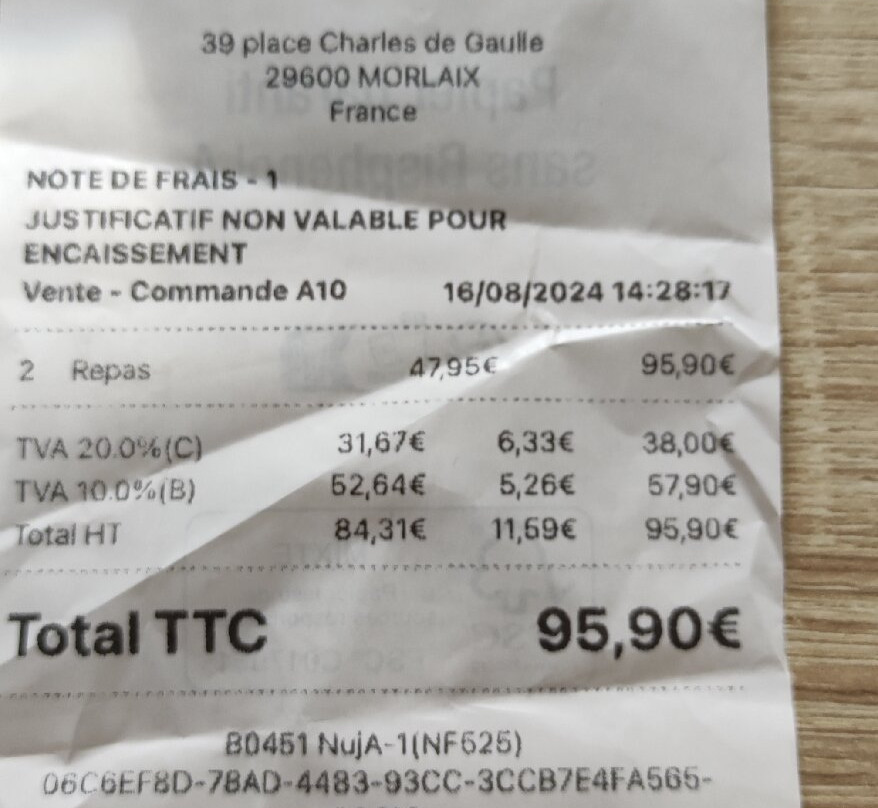 39 place Charles de Gaulle
29600 MORLAIX
France
NOTE DE FRAIS - 1
JUSTIFICATIF NON VALABLE POUR
ENCAISSEMENT
Vente - Commande A10 16/08/2024 14:28:17
2 Repas 47,95€ 95,90€
TVA 20.0%(C) 31,67€ 6,33€ 38,00€
TVA 10.0%(B) 52,64€ 5,26€ 57,90€
Total HT 84,31€ 11,59€ 95,90€
Total TTC 95,90€
B0451 NujA-1(NF525)
06C6EF8D-78AD-4483-93CC-3CCB7E4FA565-